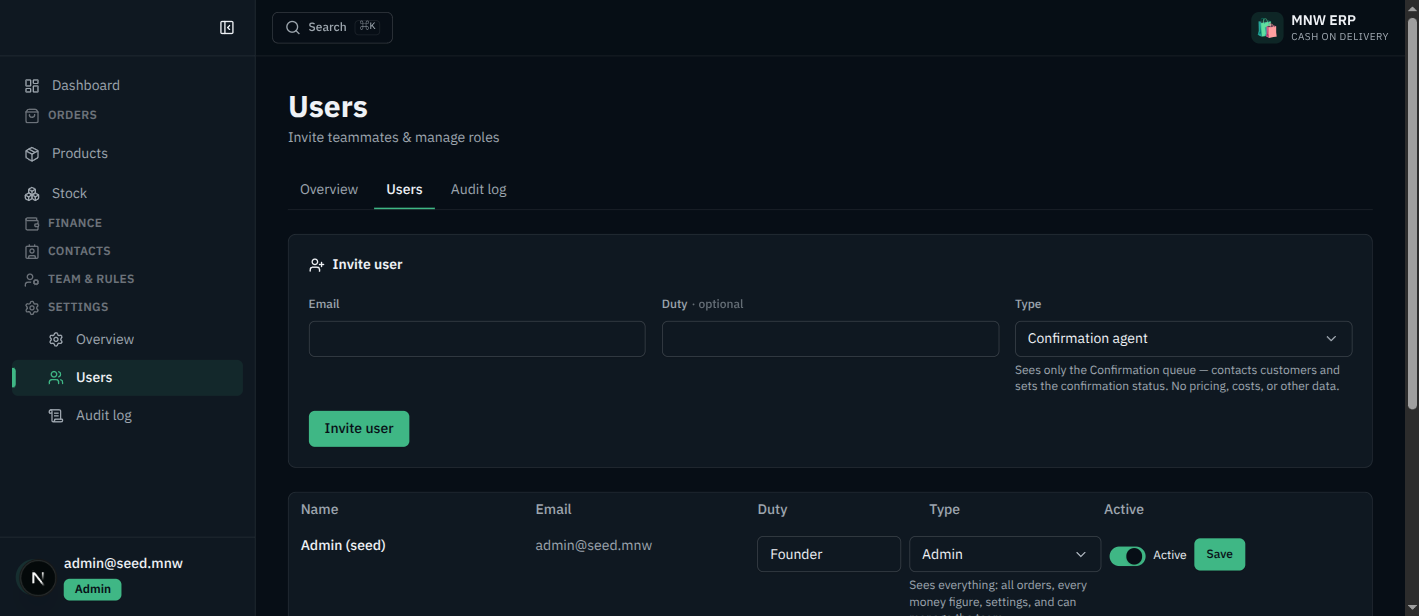 Search ⌘K
MNW ERP
CASH ON DELIVERY
Dashboard
ORDERS
Products
Stock
FINANCE
CONTACTS
TEAM & RULES
SETTINGS
Overview
Users
Audit log
N
admin@seed.mnw
Admin
Users
Invite teammates & manage roles
Overview Users Audit log
Invite user
Email Duty · optional Type
Confirmation agent
Sees only the Confirmation queue — contacts customers and
sets the confirmation status. No pricing, costs, or other data.
Invite user
Name Email Duty Type Active
Admin (seed) admin@seed.mnw Founder Admin Active Save
Sees everything: all orders, every
money figure, settings, and can